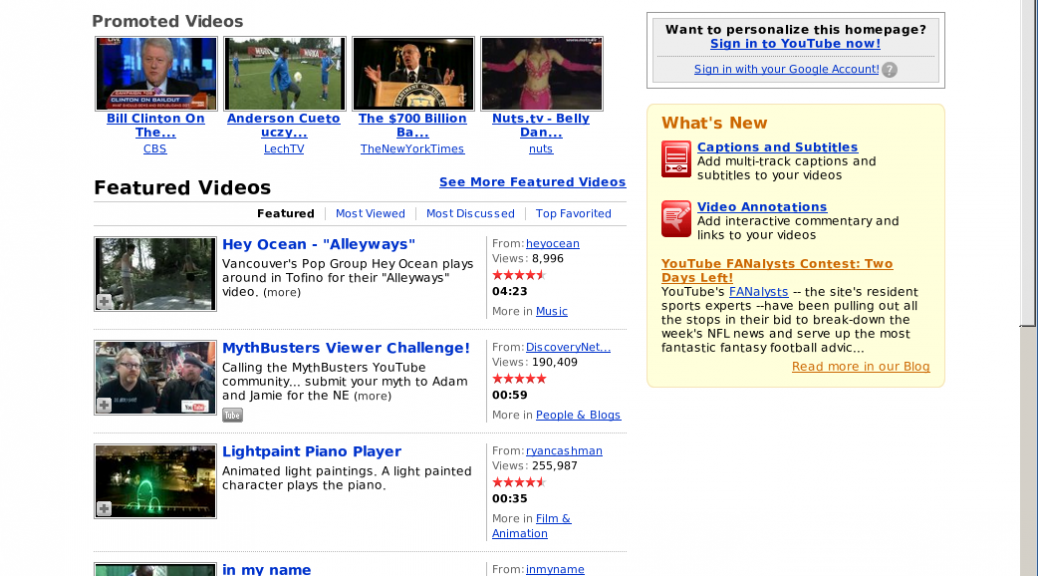 Promoted Videos
CLINTON ON BAILOUT
Bill Clinton On
The...
CBS
Anderson Cueto
uczy...
LechTV
The $700 Billion
Ba...
TheNewYorkTimes
Nuts.tv - Belly
Dan...
nuts
Featured Videos
See More Featured Videos
Featured
Most Viewed
Most Discussed
Top Favorited
Hey Ocean - "Alleyways"
Vancouver's Pop Group Hey Ocean plays
around in Tofino for their "Alleyways"
video. (more)
From: heyocean
Views: 8,996
04:23
More in Music
MythBusters Viewer Challenge!
Calling the MythBusters YouTube
community... submit your myth to Adam
and Jamie for the NE (more)
Tube
From: DiscoveryNet...
Views: 190,409
00:59
More in People & Blogs
Lightpaint Piano Player
Animated light paintings. A light painted
character plays the piano.
From: ryancashman
Views: 255,987
00:35
More in Film &
Animation
in my name
From: inmyname
Want to personalize this homepage?
Sign in to YouTube now!
Sign in with your Google Account! ?
What's New
Captions and Subtitles
Add multi-track captions and
subtitles to your videos
Video Annotations
Add interactive commentary and
links to your videos
YouTube FANalysts Contest: Two
Days Left!
YouTube's FANalysts -- the site's resident
sports experts --have been pulling out all
the stops in their bid to break-down the
week's NFL news and serve up the most
fantastic fantasy football advic...
Read more in our Blog